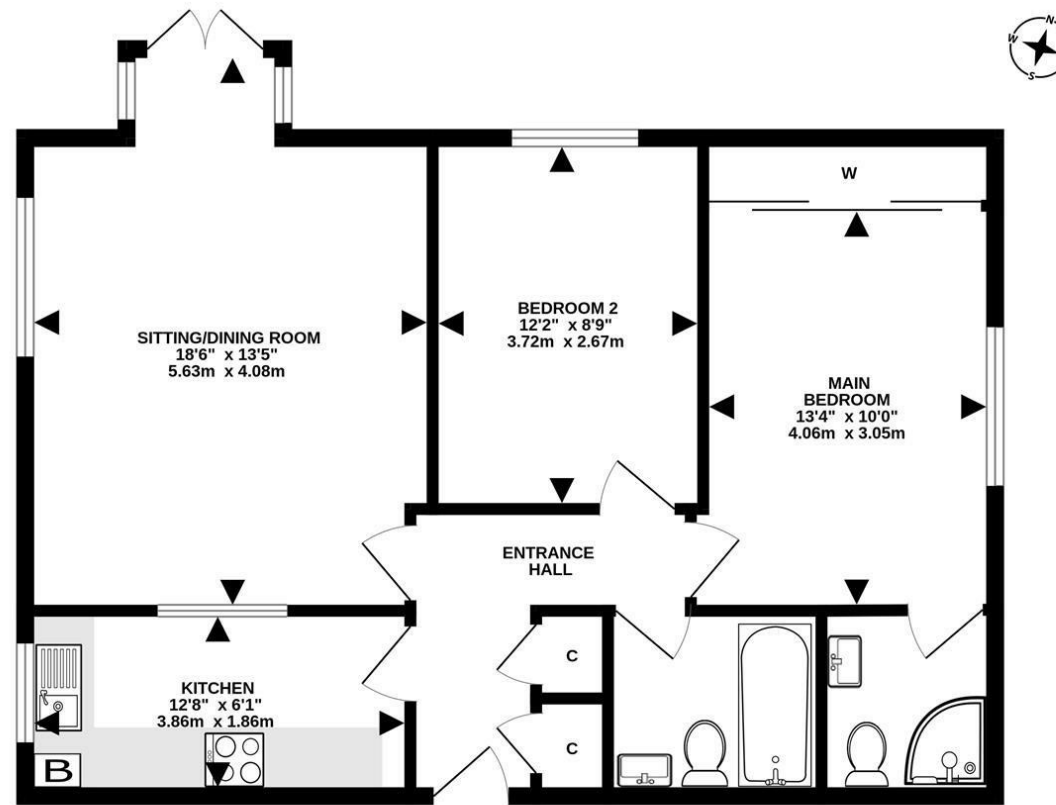 N
W
S
W
SITTING/DINING ROOM
18'6" x 13'5"
5.63m x 4.08m
BEDROOM 2
12'2" x 8'9"
3.72m x 2.67m
MAIN
BEDROOM
13'4" x 10'0"
4.06m x 3.05m
ENTRANCE
HALL
KITCHEN
12'8" x 6'1"
3.86m x 1.86m
C
C
B